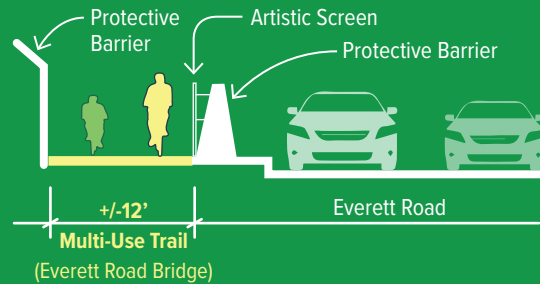 Protective
Barrier
Artistic Screen
Protective Barrier
+/-12’
Multi-Use Trail
(Everett Road Bridge)
Everett Road